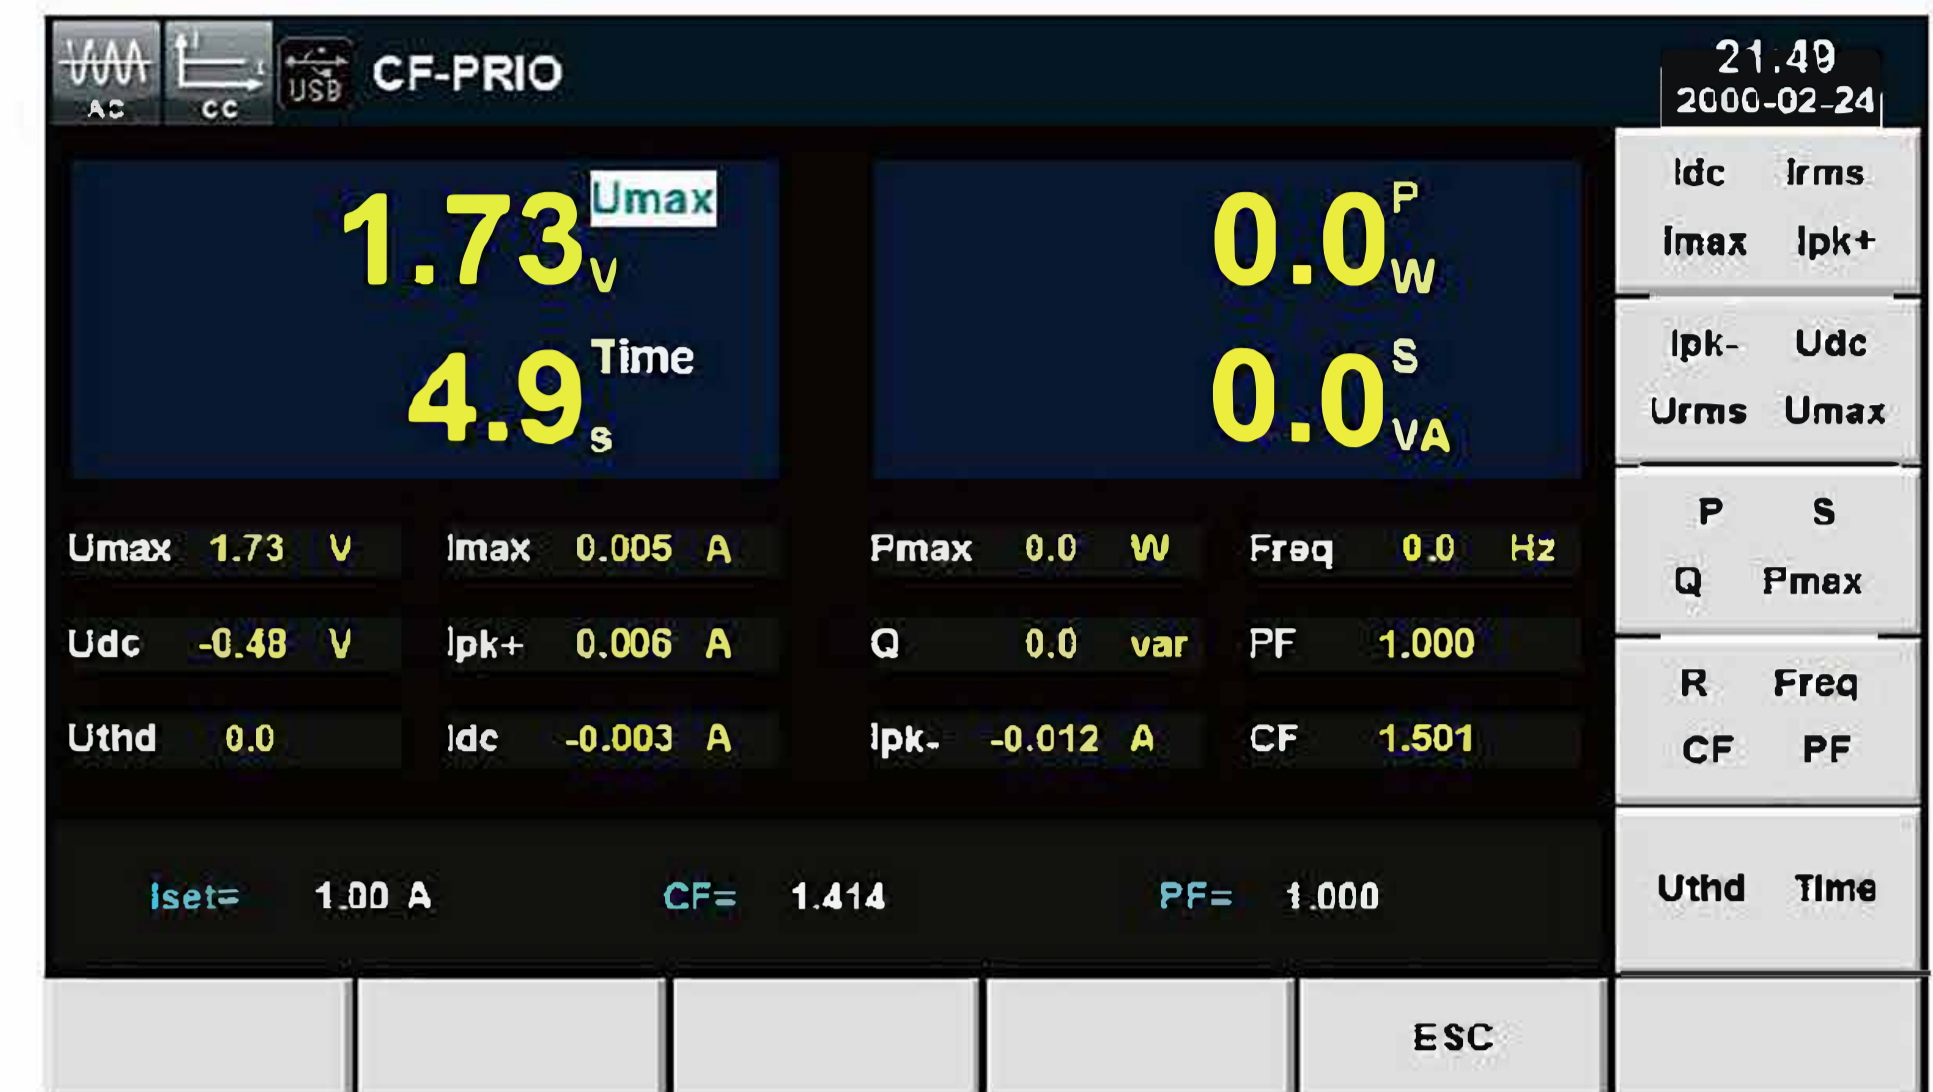 AC CC USB CF-PRIO 21:49
2000-02-24
1.73 Umax V
4.9 Time s
0.0 P W
0.0 S VA
Umax 1.73 V Imax 0.005 A Pmax 0.0 W Freq 0.0 Hz
Udc -0.48 V Ipk+ 0.006 A Q 0.0 var PF 1.000
Uthd 0.0 Idc -0.003 A Ipk- -0.012 A CF 1.501
Iset= 1.00 A CF= 1.414 PF= 1.000
Idc Irms
Imax Ipk+
Ipk- Udc
Urms Umax
P S
Q Pmax
R Freq
CF PF
Uthd Time
ESC